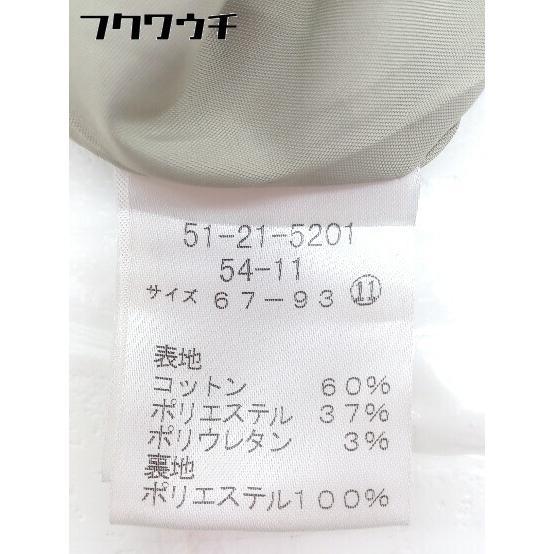 フクワウチ
51-21-5201
54-11
サイズ 67-93 ⑪
表地
コットン 60%
ポリエステル 37%
ポリウレタン 3%
裏地
ポリエステル100%